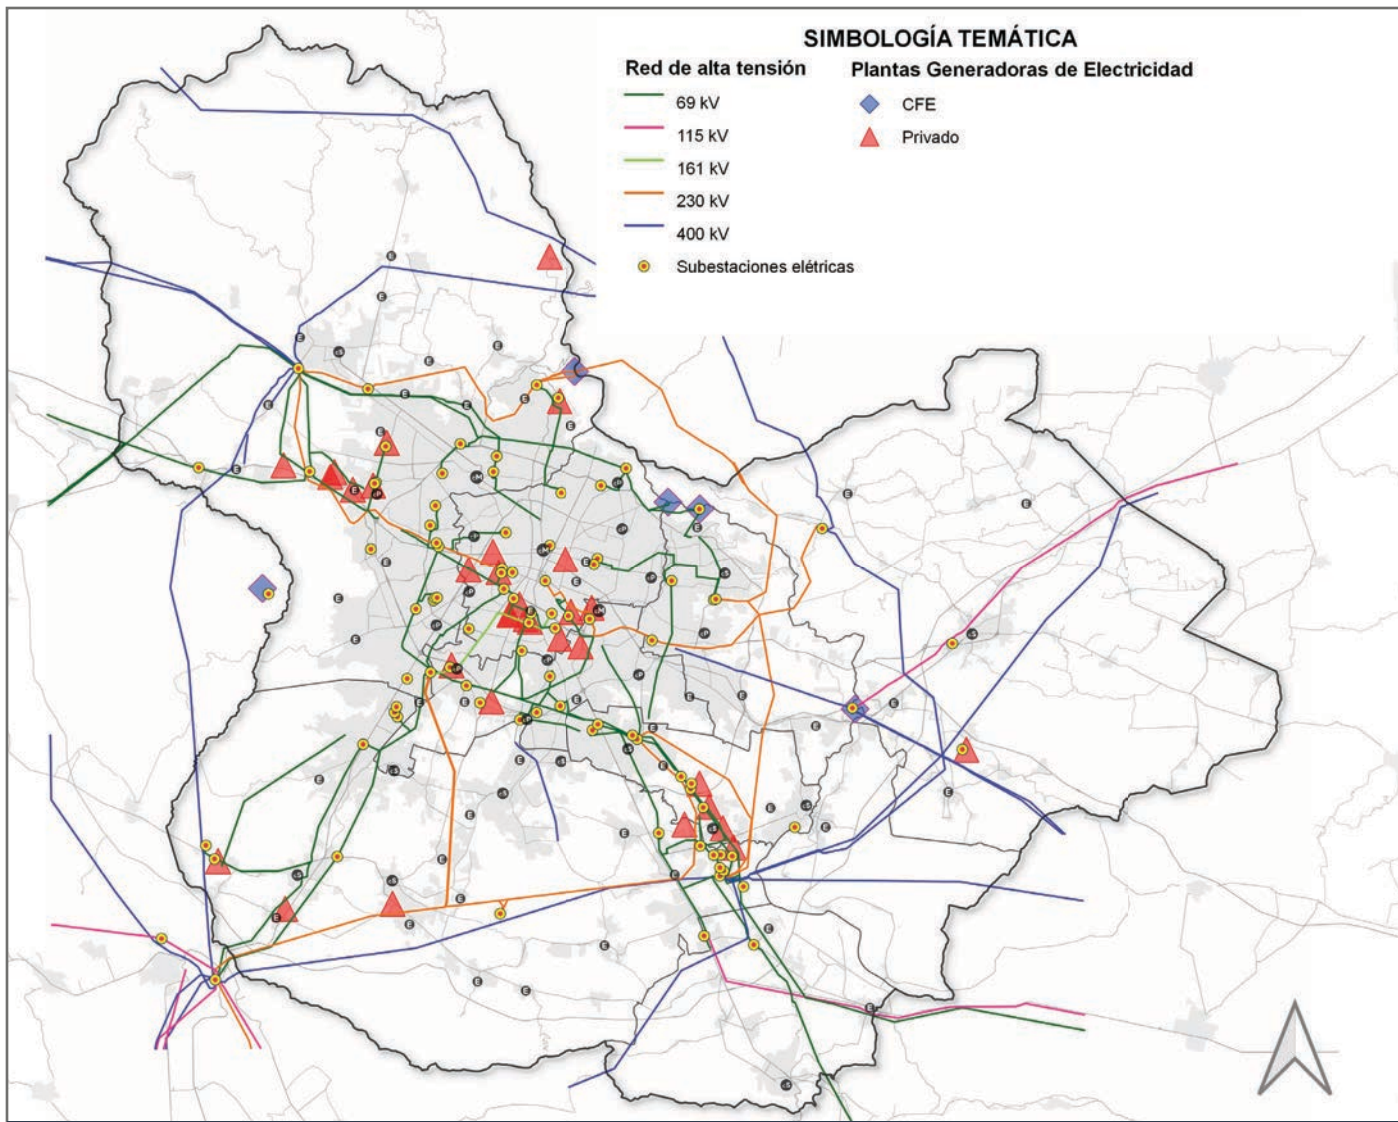 SIMBOLOGÍA TEMÁTICA
Red de alta tensión
69 kV
115 kV
161 kV
230 kV
400 kV
Subestaciones elétricas
Plantas Generadoras de Electricidad
CFE
Privado